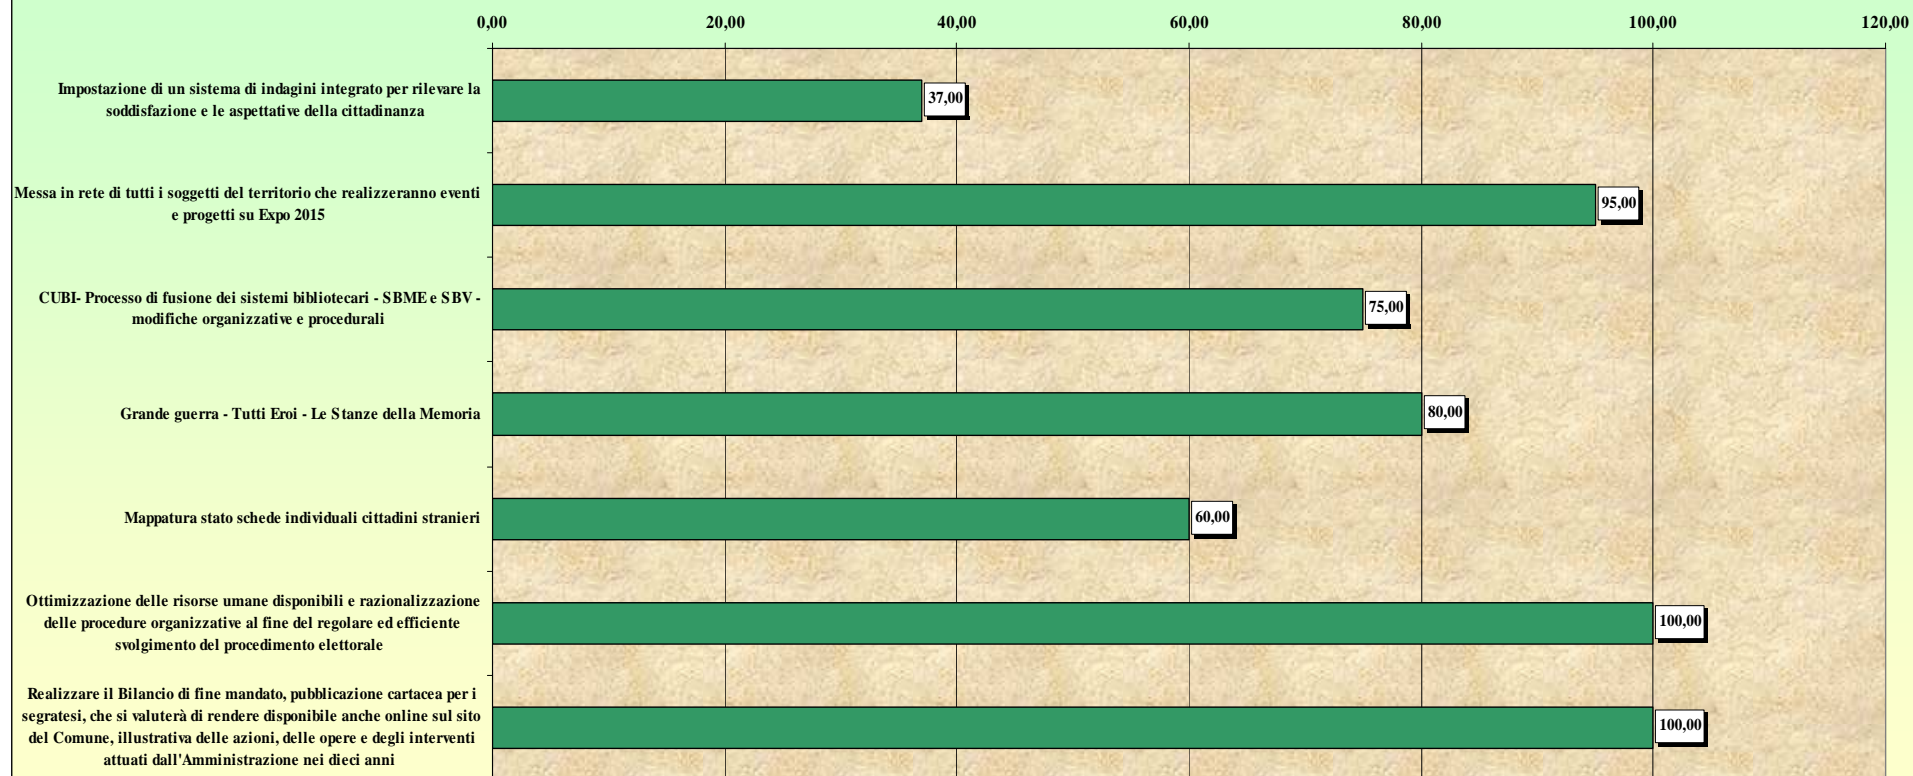 0,00 20,00 40,00 60,00 80,00 100,00 120,00
Impostazione di un sistema di indagini integrato per rilevare la
soddisfazione e le aspettative della cittadinanza
37,00
Messa in rete di tutti i soggetti del territorio che realizzeranno eventi
e progetti su Expo 2015
95,00
CUBI- Processo di fusione dei sistemi bibliotecari - SBME e SBV -
modifiche organizzative e procedurali
75,00
Grande guerra - Tutti Eroi - Le Stanze della Memoria
80,00
Mappatura stato schede individuali cittadini stranieri
60,00
Ottimizzazione delle risorse umane disponibili e razionalizzazione
delle procedure organizzative al fine del regolare ed efficiente
svolgimento del procedimento elettorale
100,00
Realizzare il Bilancio di fine mandato, pubblicazione cartacea per i
segratesi, che si valuterà di rendere disponibile anche online sul sito
del Comune, illustrativa delle azioni, delle opere e degli interventi
attuati dall'Amministrazione nei dieci anni
100,00